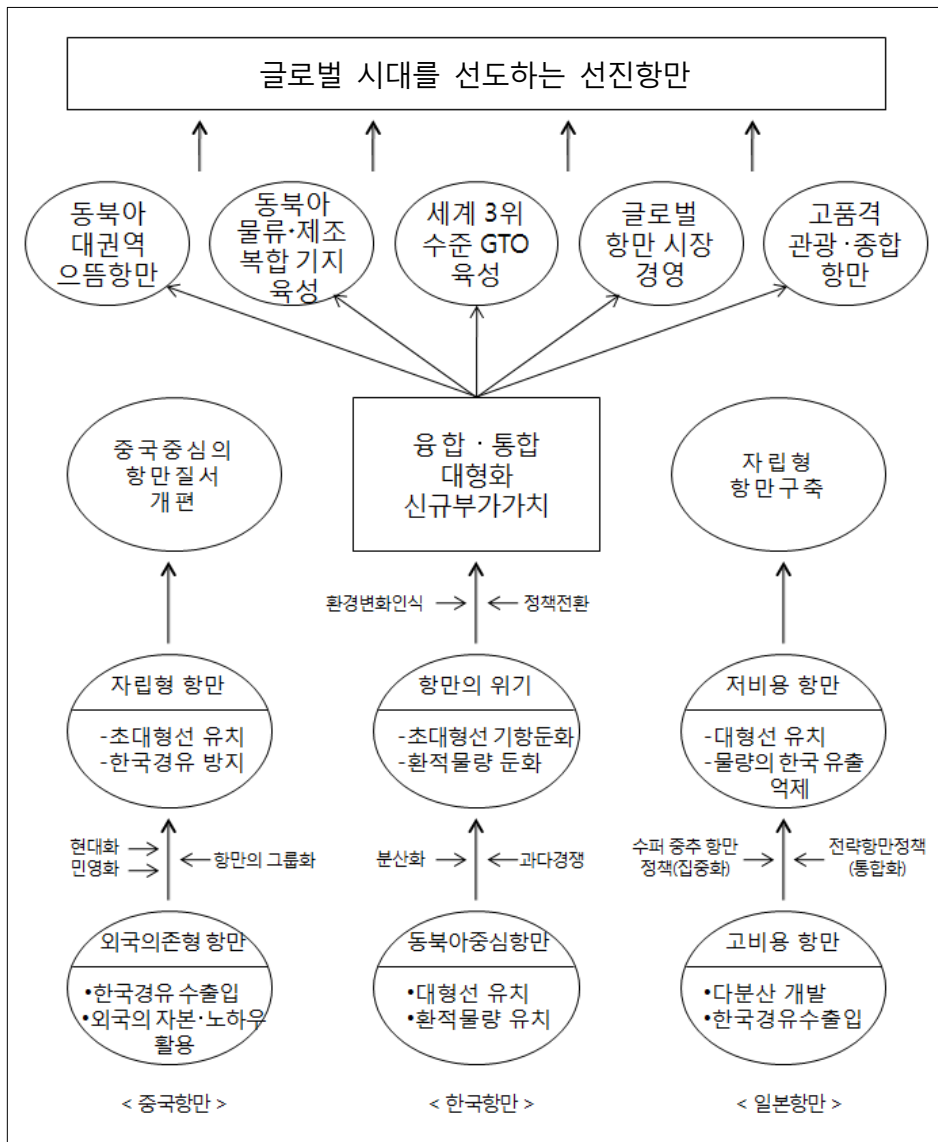 글로벌 시대를 선도하는 선진항만
동북아
대권역
으뜸항만
동북아
물류·제조
복합 기지
육성
세계 3위
수준 GTO
육성
글로벌
항만 시장
경영
고품격
관광·종합
항만
중국중심의
항만질서
개편
융합 · 통합
대형화
신규부가가치
자립형
항만구축
환경변화인식
정책전환
자립형 항만
-초대형선 유치
-한국경유 방지
항만의 위기
-초대형선 기항둔화
-환적물량 둔화
저비용 항만
-대형선 유치
-물량의 한국 유출
억제
현대화
민영화
항만의 그룹화
분산화
과다경쟁
수퍼 중추 항만
정책(집중화)
전략항만정책
(통합화)
외국의존형 항만
•한국경유 수출입
•외국의 자본·노하우
활용
동북아중심항만
•대형선 유치
•환적물량 유치
고비용 항만
•다분산 개발
•한국경유수출입
< 중국항만 >
< 한국항만 >
< 일본항만 >